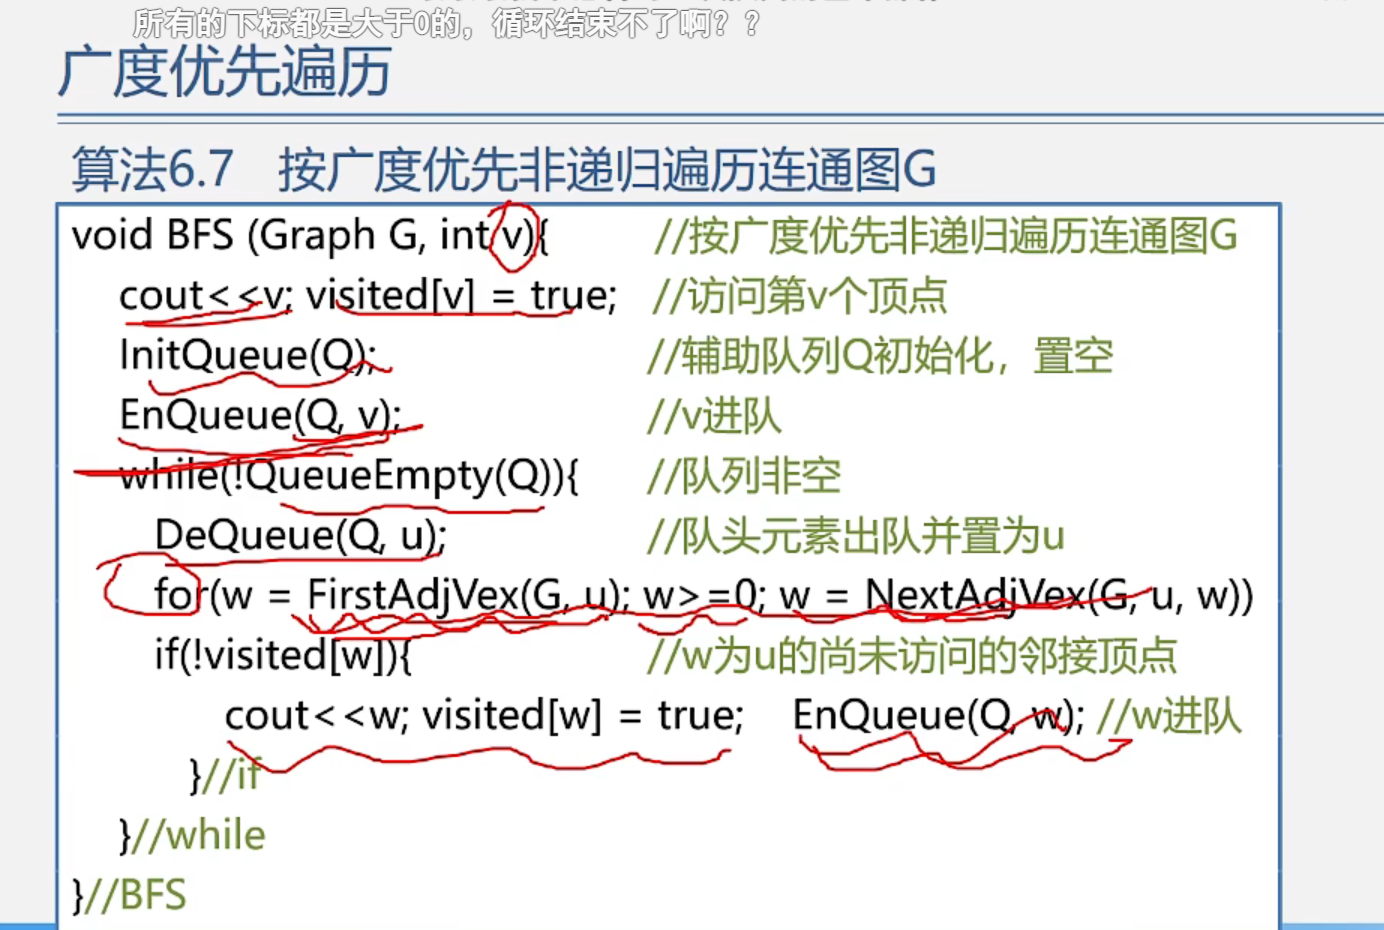 所有的下标都是大于0的，循环结束不了啊？？
广度优先遍历
算法6.7 按广度优先非递归遍历连通图G
void BFS (Graph G, int v){ //按广度优先非递归遍历连通图G
cout<<v; visited[v] = true; //访问第v个顶点
InitQueue(Q); //辅助队列Q初始化，置空
EnQueue(Q, v); //v进队
while(!QueueEmpty(Q)){ //队列非空
DeQueue(Q, u); //队头元素出队并置为u
for(w = FirstAdjVex(G, u); w>=0; w = NextAdjVex(G, u, w))
if(!visited[w]){ //w为u的尚未访问的邻接顶点
cout<<w; visited[w] = true; EnQueue(Q, w); //w进队
}//if
}//while
}//BFS